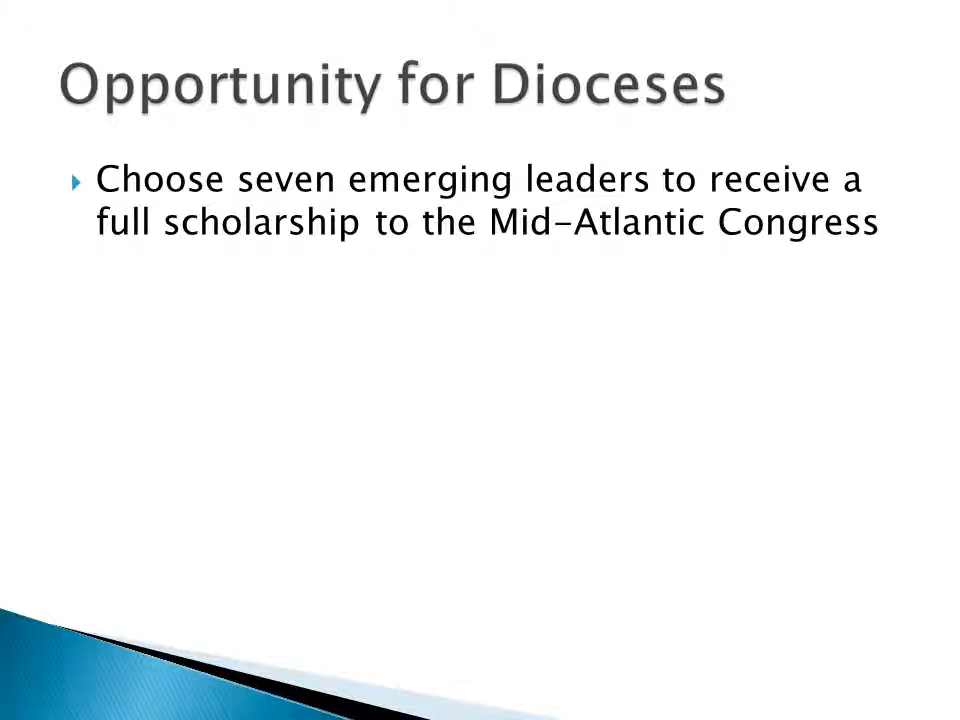 Opportunity for Dioceses
Choose seven emerging leaders to receive a
full scholarship to the Mid-Atlantic Congress